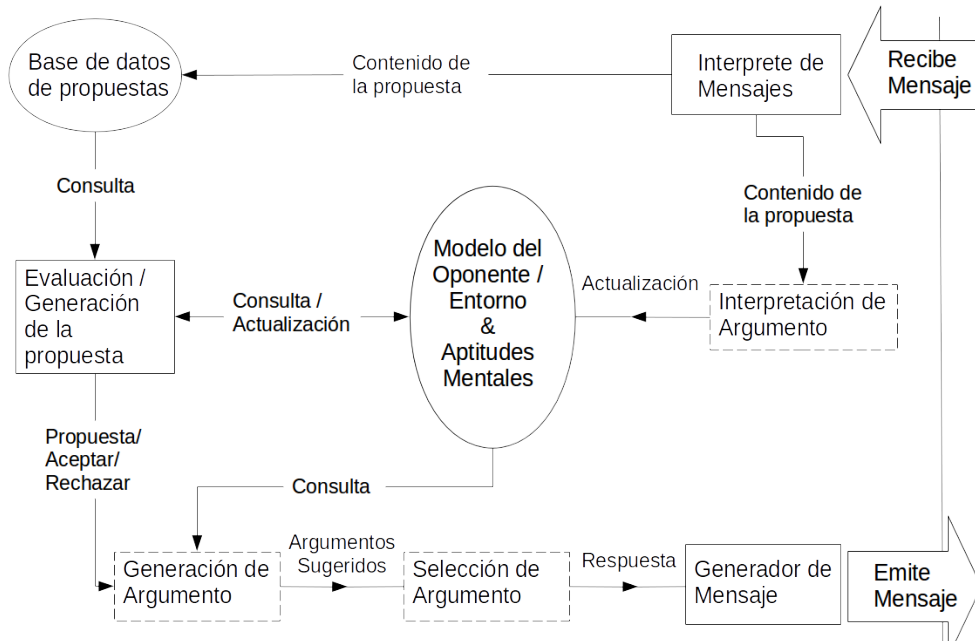 Base de datos
de propuestas
Contenido de
la propuesta
Interprete de
Mensajes
Recibe
Mensaje
Consulta
Contenido de
la propuesta
Evaluación /
Generación
de la
propuesta
Consulta /
Actualización
Modelo del
Oponente /
Entorno
&
Aptitudes
Mentales
Actualización
Interpretación de
Argumento
Propuesta/
Aceptar/
Rechazar
Consulta
Generación de
Argumento
Argumentos
Sugeridos
Selección de
Argumento
Respuesta
Generador de
Mensaje
Emite
Mensaje